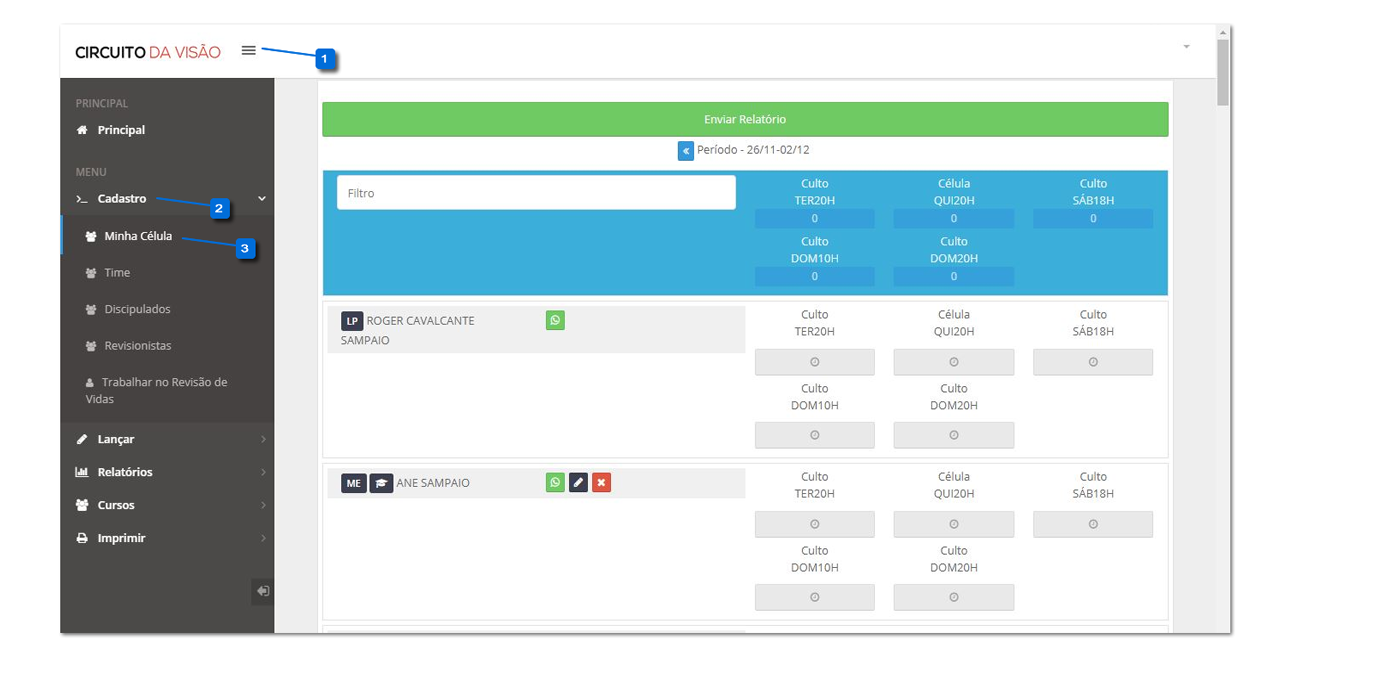 CIRCUITO DA VISÃO
1
PRINCIPAL
Principal
MENU
Cadastro
2
Minha Célula
3
Time
Discipulados
Revisionistas
Trabalhar no Revisão de
Vidas
Lançar
Relatórios
Cursos
Imprimir
Enviar Relatório
« Período - 26/11-02/12
Filtro
Culto
TER20H
0
Célula
QUI20H
0
Culto
SÁB18H
0
Culto
DOM10H
0
Culto
DOM20H
0
LP ROGER CAVALCANTE
SAMPAIO
Culto
TER20H
Célula
QUI20H
Culto
SÁB18H
Culto
DOM10H
Culto
DOM20H
ME ANE SAMPAIO
Culto
TER20H
Célula
QUI20H
Culto
SÁB18H
Culto
DOM10H
Culto
DOM20H